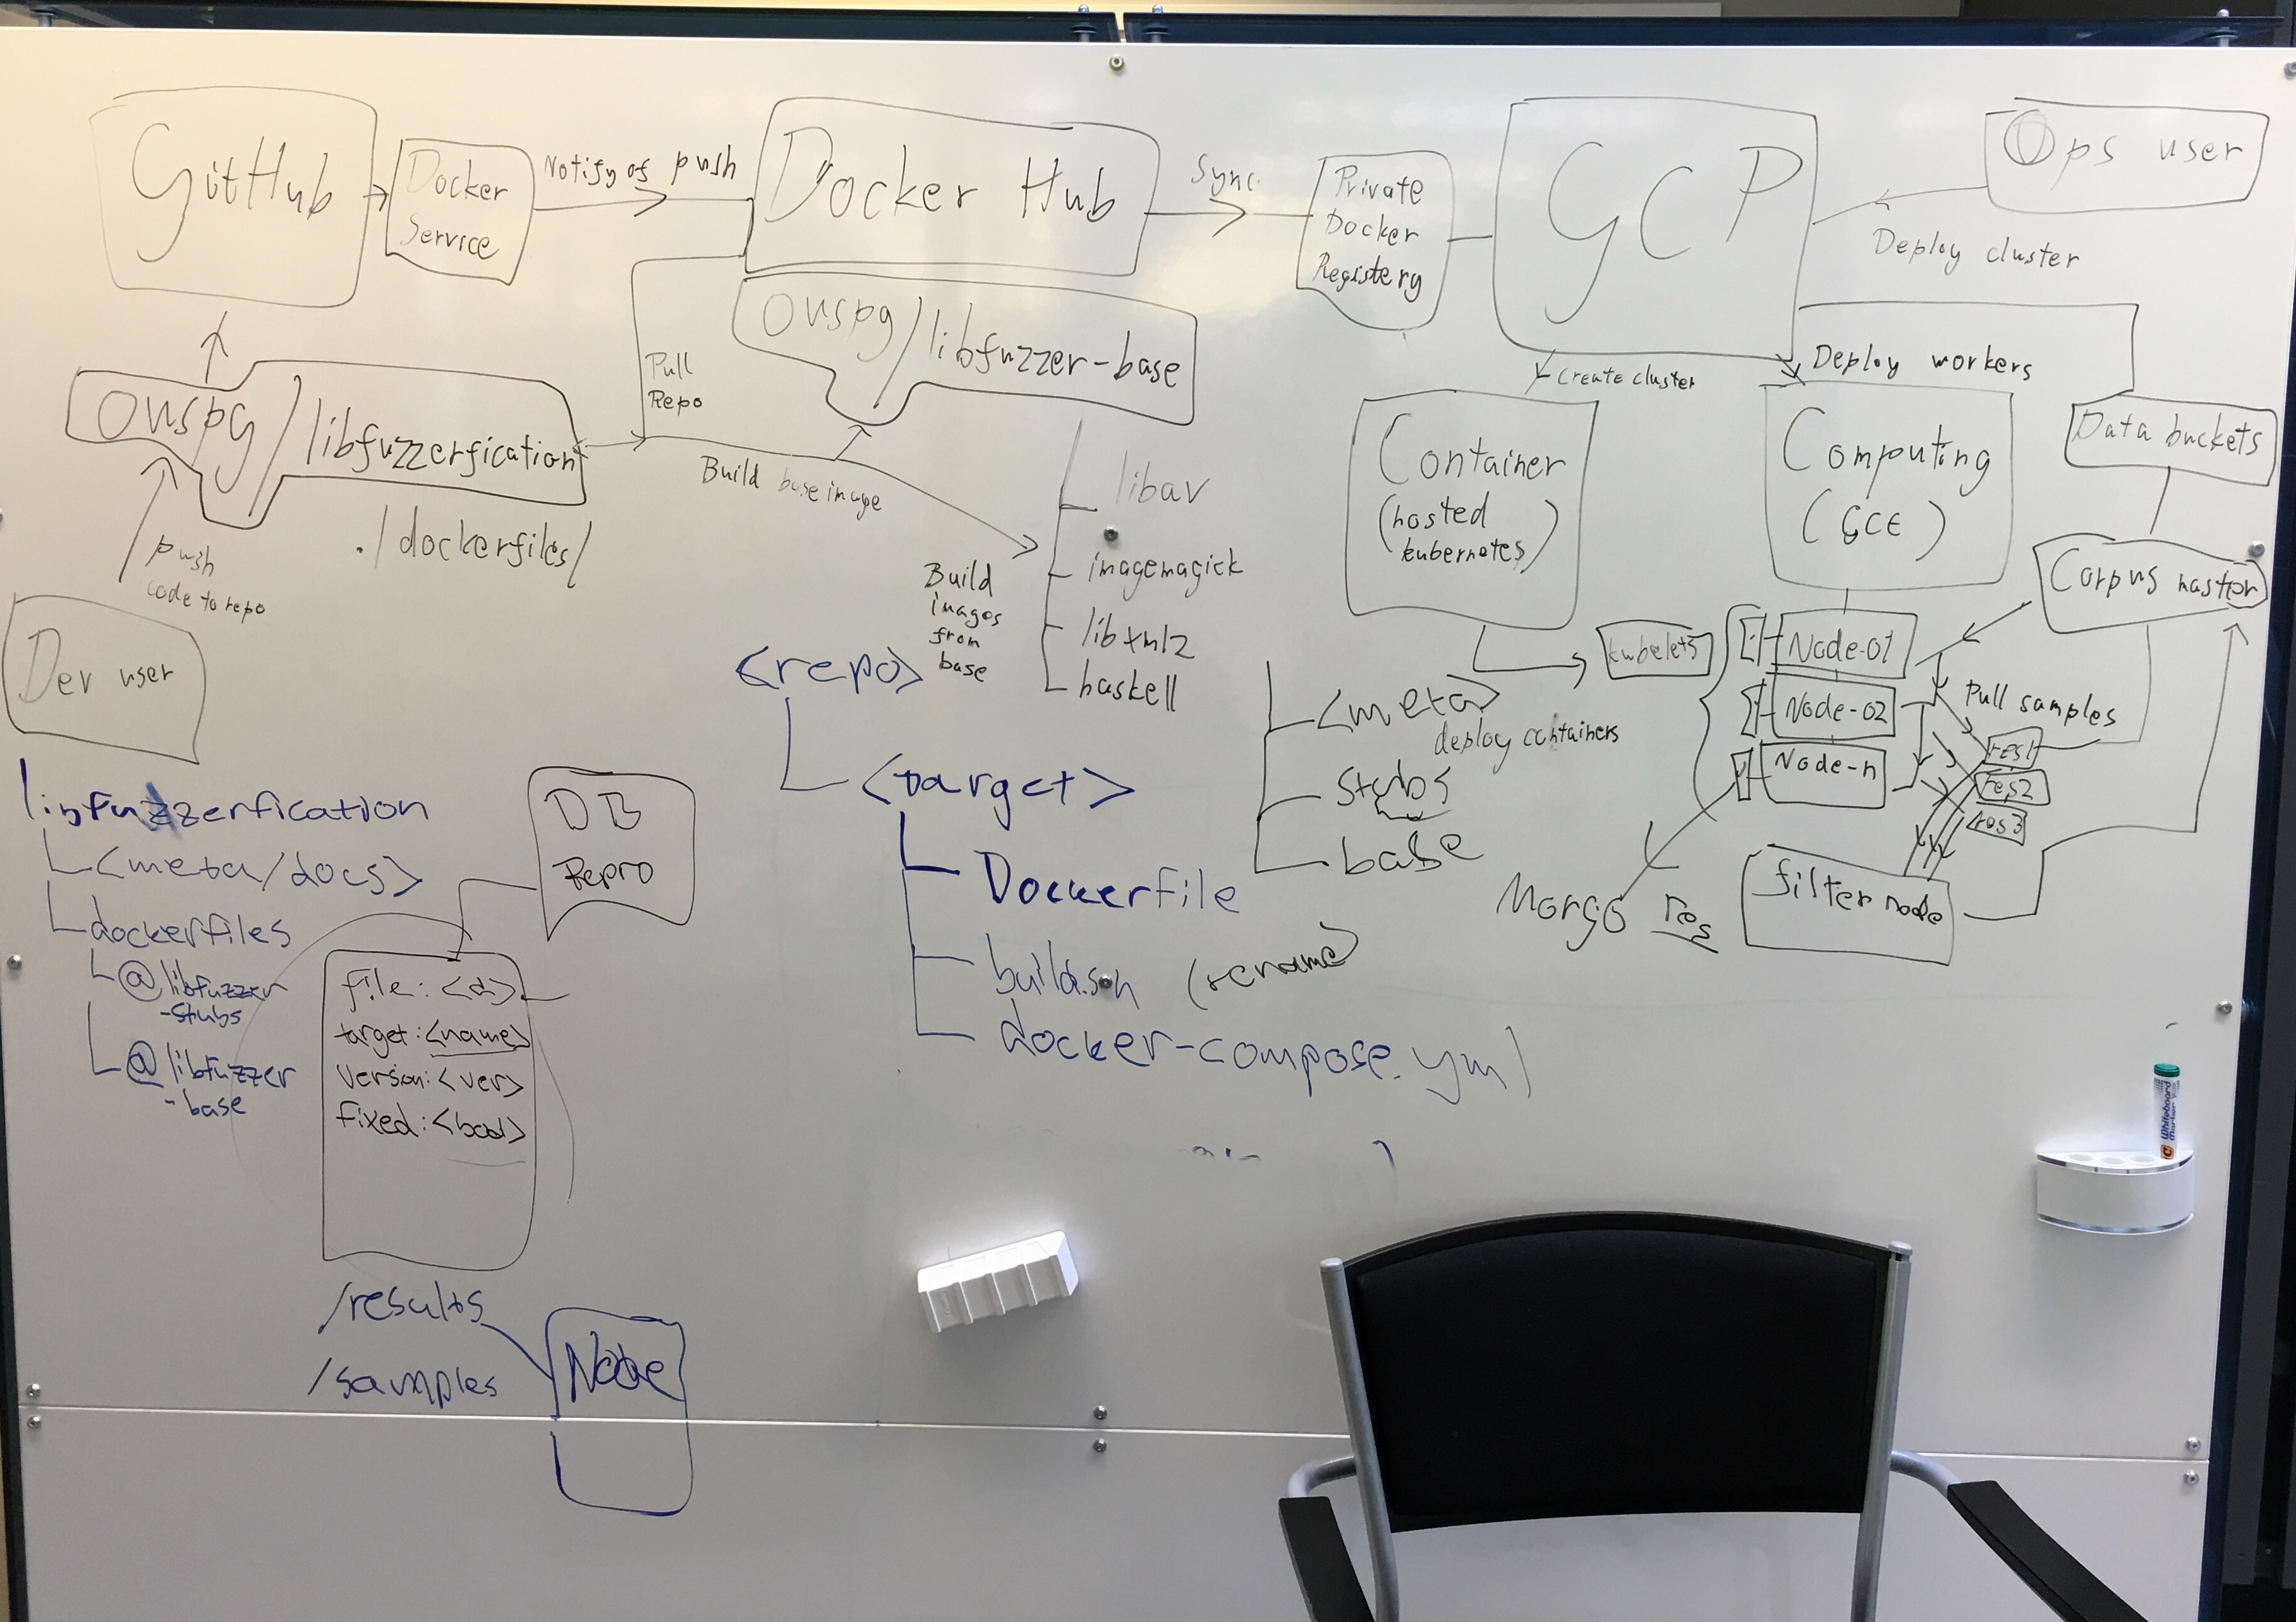 GitHub
Docker
Service
Notify of push
Docker Hub
Sync
Private
Docker
Registery
GCP
Ops user
Deploy cluster
ouspg/libfuzzerfication
./dockerfiles/
push
code to repo
Dev user
Pull
Repo
ouspg/libfuzzer-base
Build base image
Build
images
from
base
libav
imagemagick
libxml2
haskell
create cluster
Deploy workers
Container
(hosted
kubernetes)
Computing
(GCE)
Data buckets
Corpus master
kubelets
Node-01
Node-02
Node-n
Pull samples
res1
res2
res3
filter node
Mongo
res
<meta>
deploy containers
stubs
base
<repo>
<target>
Dockerfile
build.sh (rename)
docker-compose.yml
libfuzzerfication
<meta/docs>
dockerfiles
@libfuzzer
-stubs
@libfuzzer
-base
DB
Repro
file: <a>
target: <name>
version: <ver>
fixed: <bool>
/results
/samples
Node
Whiteboard
Marker